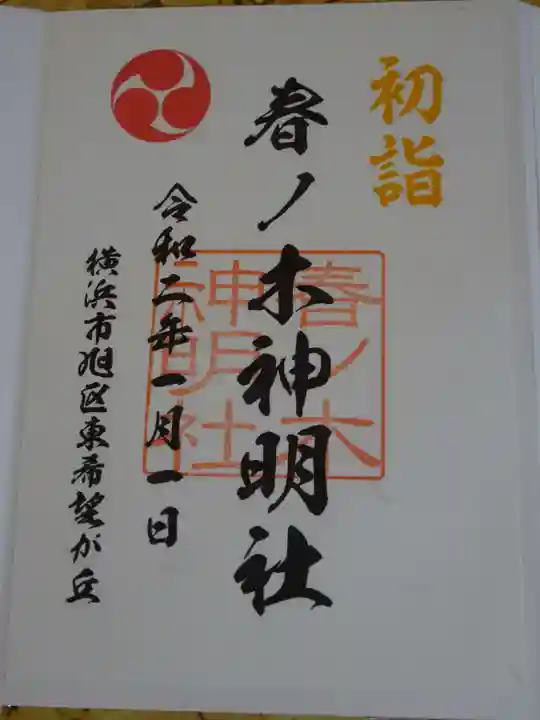 初詣
春ノ木神明社
春ノ木
神明社
令和二年一月一日
横浜市旭区東希望が丘